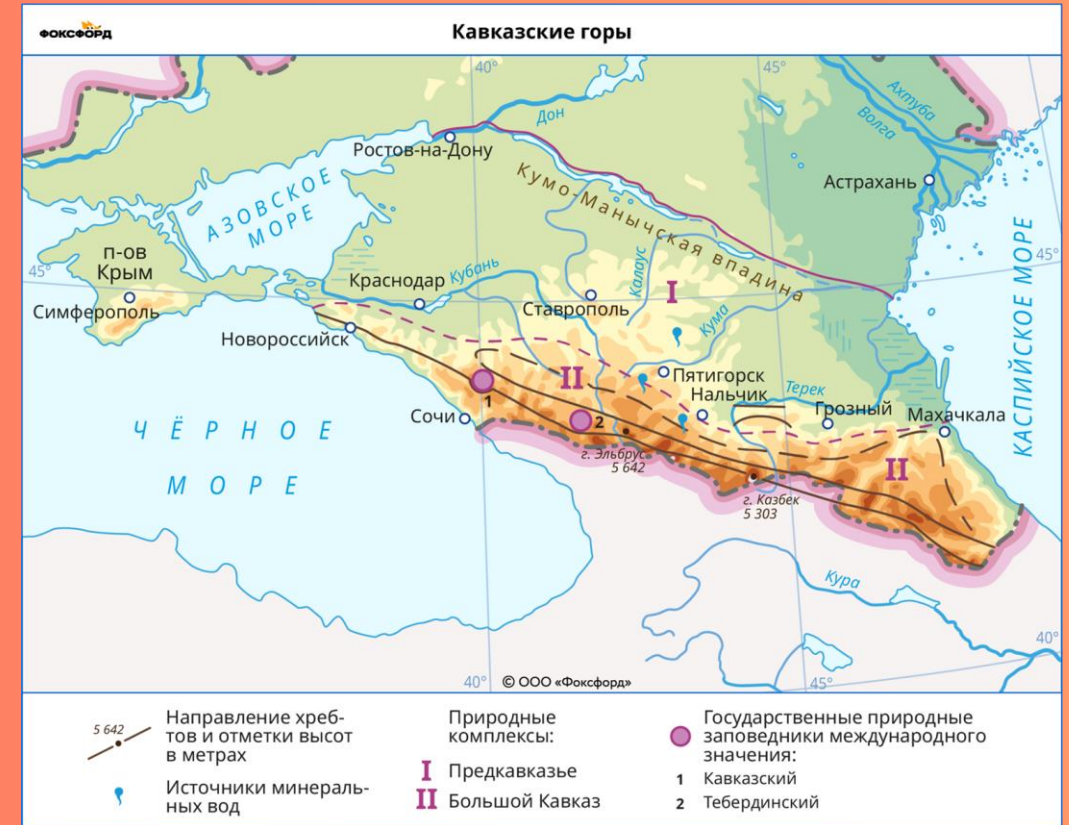 ФОКСФОРД
Кавказские горы
40°
45°
Ахтуба
Волга
Дон
Ростов-на-Дону
Астрахань
АЗОВСКОЕ
МОРЕ
Кумо-Манычская впадина
КАСПИЙСКОЕ МОРЕ
п-ов
Крым
45°
45°
Симферополь
Краснодар
Кубань
Калаус
I
Ставрополь
Кума
Новороссийск
II
Пятигорск
Нальчик
Терек
1
Сочи
2
Грозный
Махачкала
ЧЁРНОЕ
МОРЕ
г. Эльбрус
5 642
II
г. Казбек
5 303
Кура
40°
40°
© ООО «Фоксфорд»
45°
5 642
Направление хреб-
тов и отметки высот
в метрах
Источники минераль-
ных вод
Природные
комплексы:
I Предкавказье
II Большой Кавказ
Государственные природные
заповедники международного
значения:
1 Кавказский
2 Тебердинский